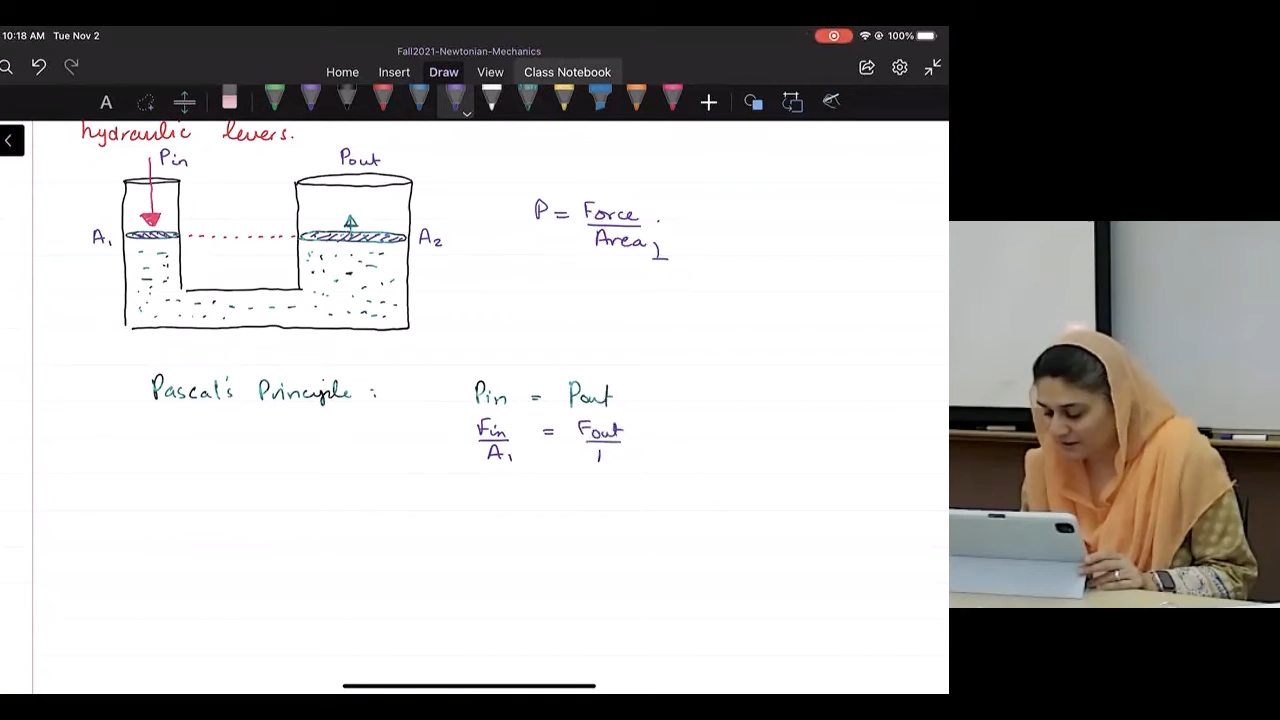 10:18 AM Tue Nov 2
100%
Fall2021-Newtonian-Mechanics
Home Insert Draw View Class Notebook
A
hydraulic levers.
Pin Pout
A₁ A₂
P = Force
Area ⊥
Pascal's Principle : Pin = Pout
Fin = Fout
A₁